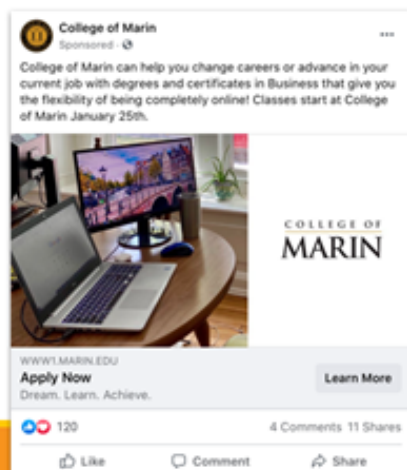 College of Marin
Sponsored ·
College of Marin can help you change careers or advance in your
current job with degrees and certificates in Business that give you
the flexibility of being completely online! Classes start at College
of Marin January 25th.
COLLEGE OF
MARIN
WWW1.MARIN.EDU
Apply Now
Dream. Learn. Achieve.
Learn More
120
4 Comments 11 Shares
Like Comment Share